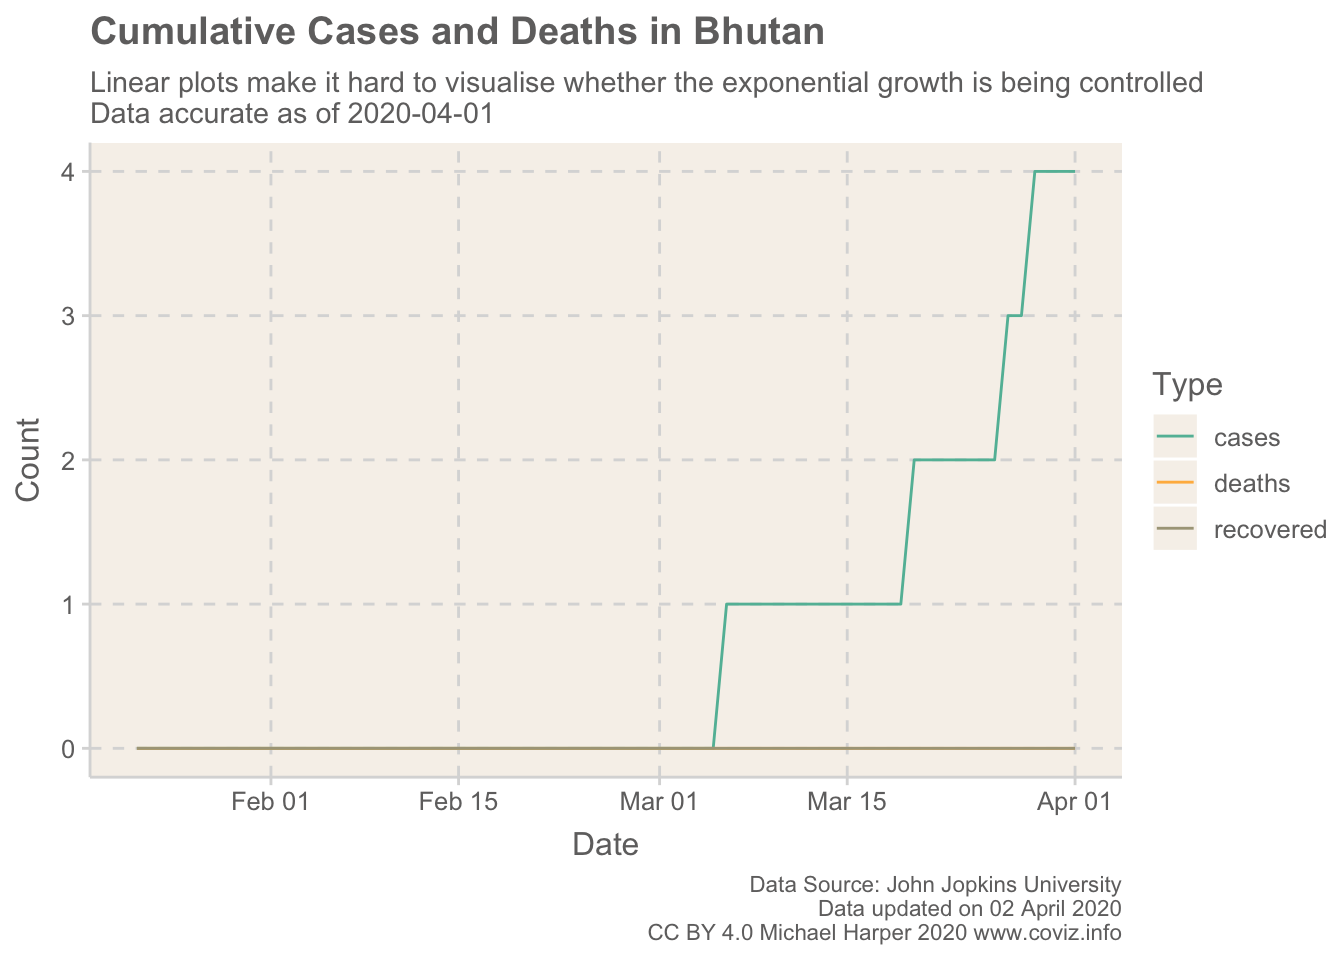 Cumulative Cases and Deaths in Bhutan
Linear plots make it hard to visualise whether the exponential growth is being controlled
Data accurate as of 2020-04-01
4
3
2
1
0
Count
Feb 01
Feb 15
Mar 01
Mar 15
Apr 01
Date
Type
cases
deaths
recovered
Data Source: John Jopkins University
Data updated on 02 April 2020
CC BY 4.0 Michael Harper 2020 www.coviz.info